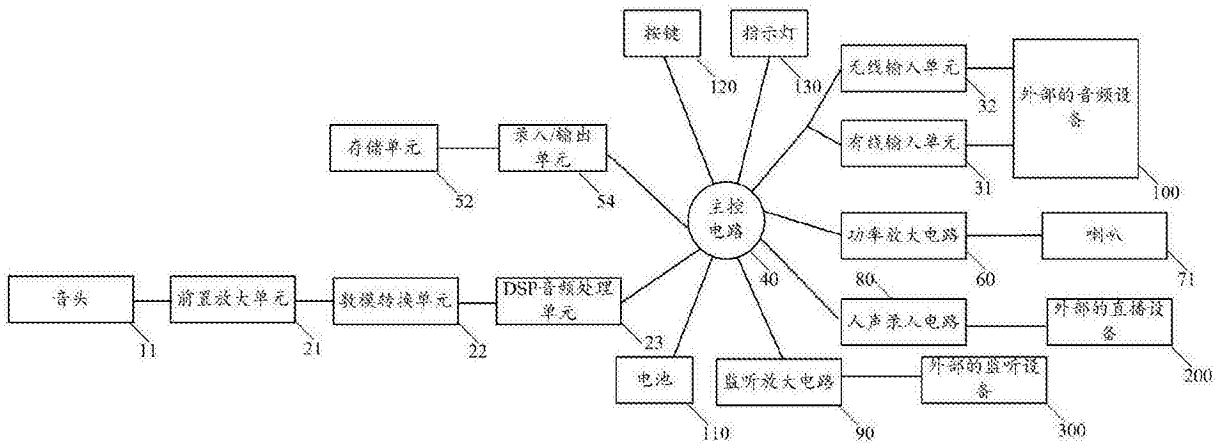 按键
120
指示灯
130
无线输入单元
32
外部的音频设
备
100
有线输入单元
31
存储单元
52
录入/输出
单元
54
主控
电路
40
功率放大电路
60
喇叭
71
音头
11
前置放大单元
21
数模转换单元
22
DSP音频处理
单元
23
80
人声录入电路
外部的直播设
备
200
电池
110
监听放大电路
90
外部的监听设
备
300